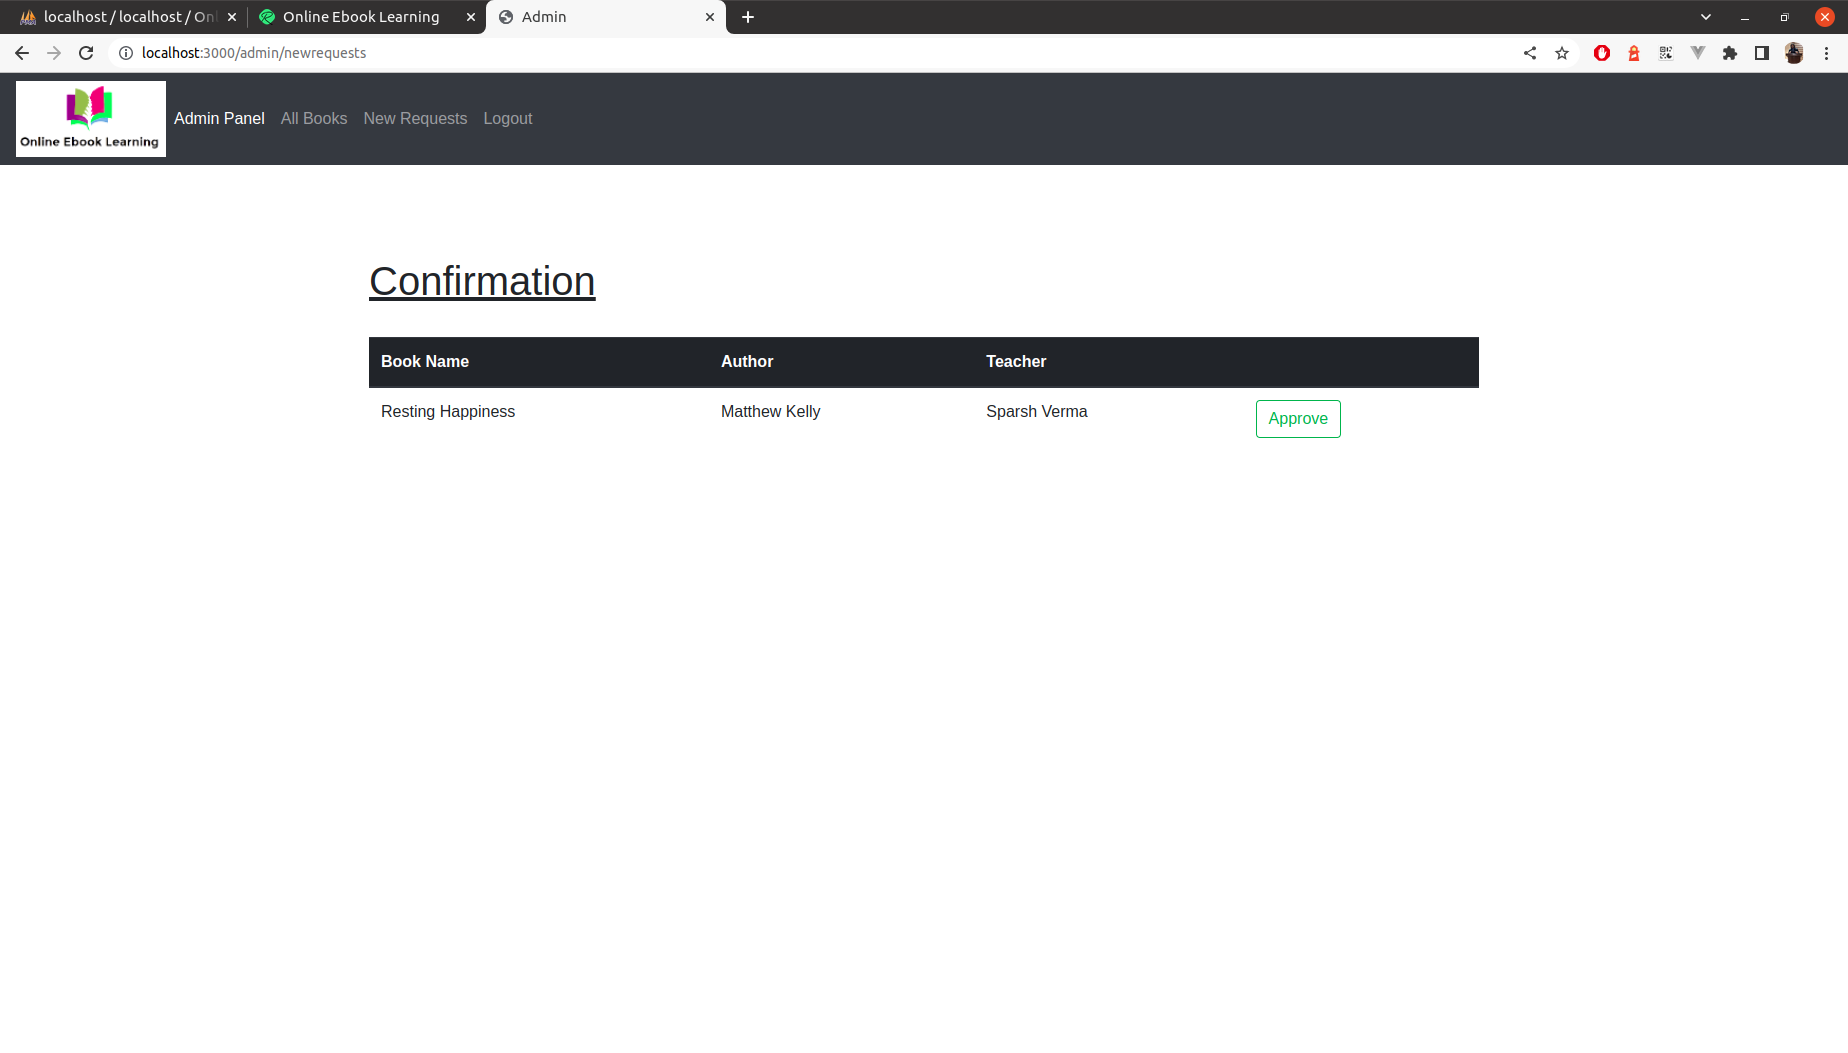 localhost / localhost / Onl
Online Ebook Learning
Admin
localhost:3000/admin/newrequests
Online Ebook Learning
Admin Panel All Books New Requests Logout
Confirmation
Book Name Author Teacher
Resting Happiness Matthew Kelly Sparsh Verma Approve